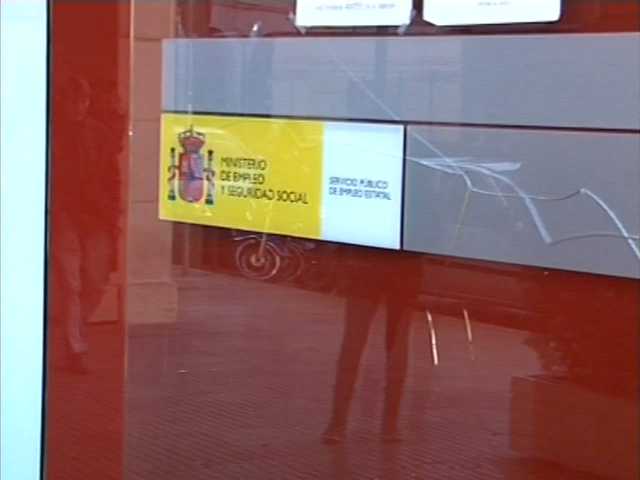 MINISTERIO
DE EMPLEO
Y SEGURIDAD SOCIAL
SERVICIO PÚBLICO
DE EMPLEO ESTATAL